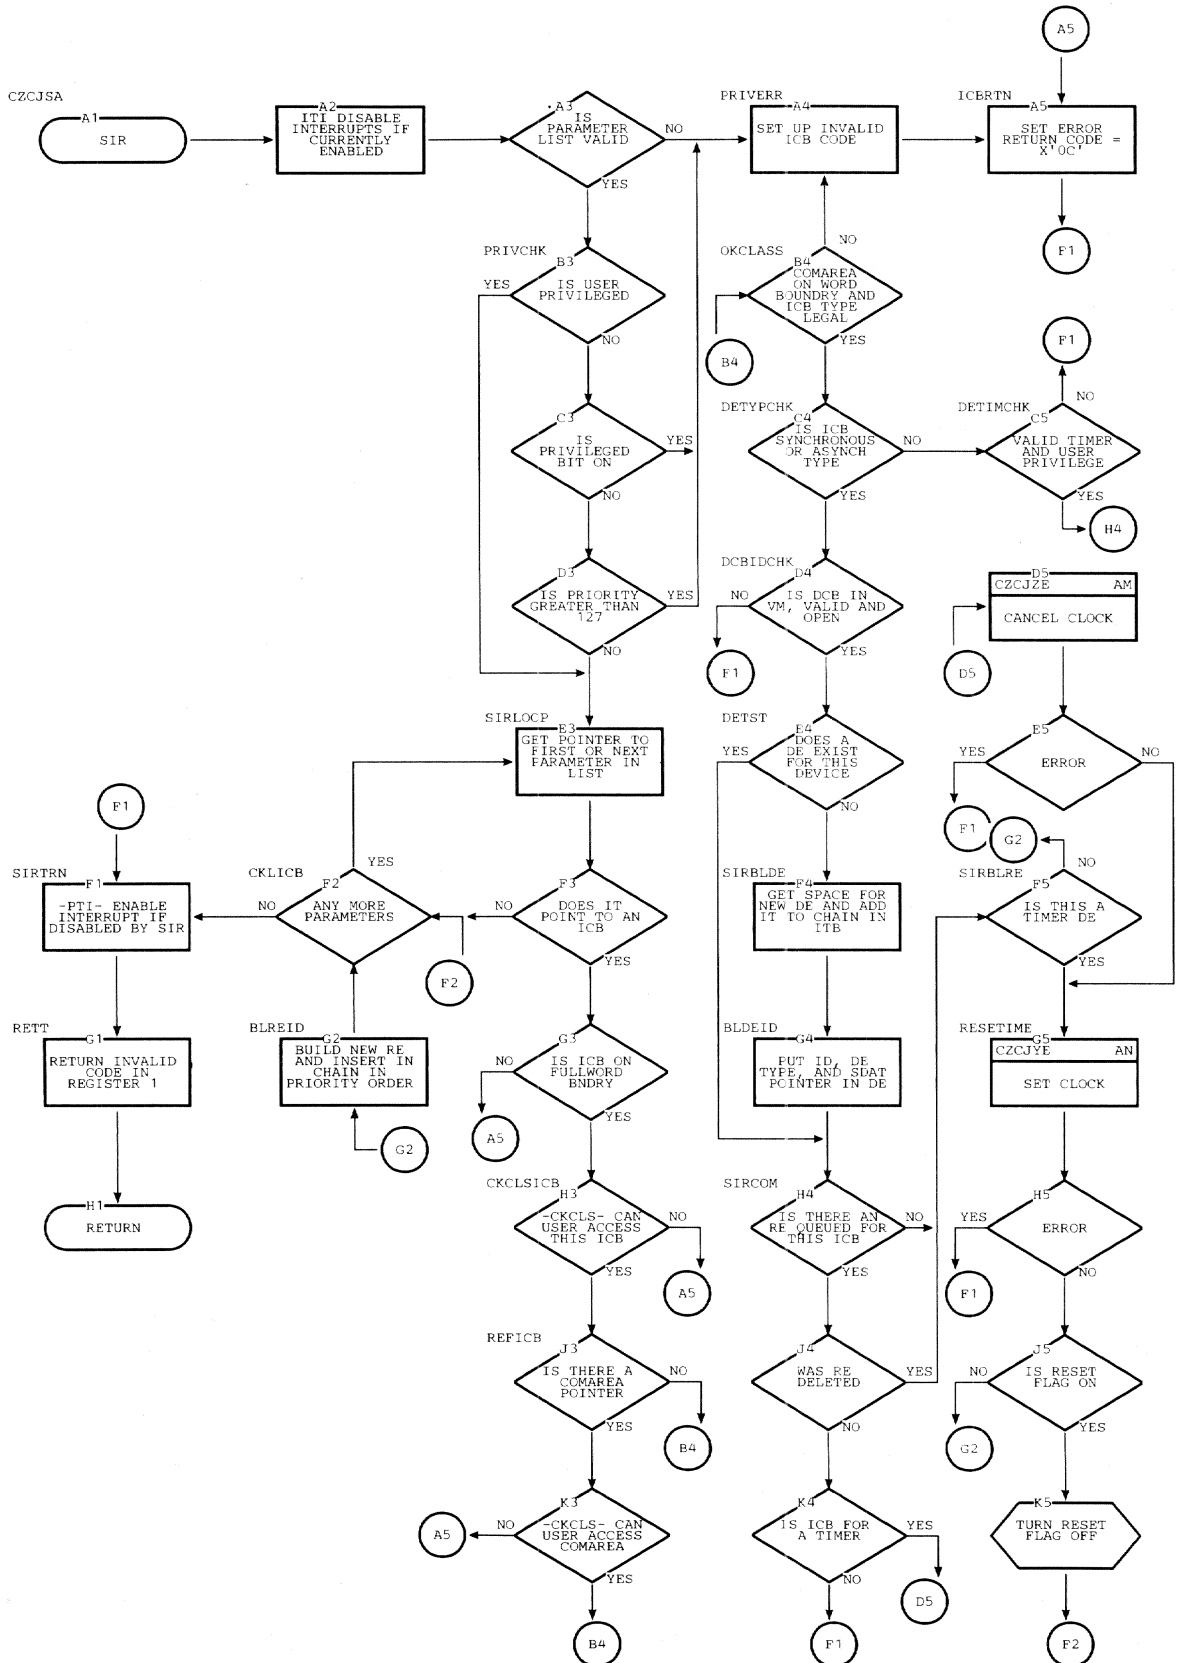 A5
CZCJSA
A1
SIR
A2
ITI DISABLE
INTERRUPTS IF
CURRENTLY
ENABLED
A3
IS
PARAMETER
LIST VALID
NO
YES
PRIVERR
A4
SET UP INVALID
ICB CODE
ICBRTN
A5
SET ERROR
RETURN CODE =
X'0C'
F1
PRIVCHK
B3
IS USER
PRIVILEGED
YES
NO
OKCLASS
NO
B4
COMAREA
ON WORD
BOUNDRY AND
ICB TYPE
LEGAL
YES
B4
F1
C3
IS
PRIVILEGED
BIT ON
YES
NO
DETYPCHK
C4
IS ICB
SYNCHRONOUS
OR ASYNCH
TYPE
NO
YES
DETIMCHK
NO
C5
VALID TIMER
AND USER
PRIVILEGE
YES
H4
D3
IS PRIORITY
GREATER THAN
127
YES
NO
DCBIDCHK
D4
IS DCB IN
VM, VALID AND
OPEN
NO
YES
F1
D5
CZCJZE AM
CANCEL CLOCK
D5
SIRLOCP
E3
GET POINTER TO
FIRST OR NEXT
PARAMETER IN
LIST
DETST
E4
DOES A
DE EXIST
FOR THIS
DEVICE
YES
NO
E5
ERROR
YES
NO
F1
G2
F1
SIRTRN
F1
-PTI- ENABLE
INTERRUPT IF
DISABLED BY SIR
CKLICB
YES
F2
ANY MORE
PARAMETERS
NO
F2
F3
DOES IT
POINT TO AN
ICB
NO
YES
SIRBLDE
F4
GET SPACE FOR
NEW DE AND ADD
IT TO CHAIN IN
ITB
SIRBLRE
NO
F5
IS THIS A
TIMER DE
YES
RETT
G1
RETURN INVALID
CODE IN
REGISTER 1
BLREID
G2
BUILD NEW RE
AND INSERT IN
CHAIN IN
PRIORITY ORDER
G2
G3
IS ICB ON
FULLWORD
BNDRY
NO
YES
A5
BLDEID
G4
PUT ID, DE
TYPE, AND SDAT
POINTER IN DE
RESETIME
G5
CZCJYE AN
SET CLOCK
H1
RETURN
CKCLSICB
H3
-CKCLS- CAN
USER ACCESS
THIS ICB
NO
YES
A5
SIRCOM
H4
IS THERE AN
RE QUEUED FOR
THIS ICB
NO
YES
H5
ERROR
YES
NO
F1
REFICB
J3
IS THERE A
COMAREA
POINTER
NO
YES
B4
J4
WAS RE
DELETED
YES
NO
J5
IS RESET
FLAG ON
NO
YES
G2
K3
-CKCLS- CAN
USER ACCESS
COMAREA
NO
YES
A5
B4
K4
IS ICB FOR
A TIMER
YES
NO
D5
F1
K5
TURN RESET
FLAG OFF
F2